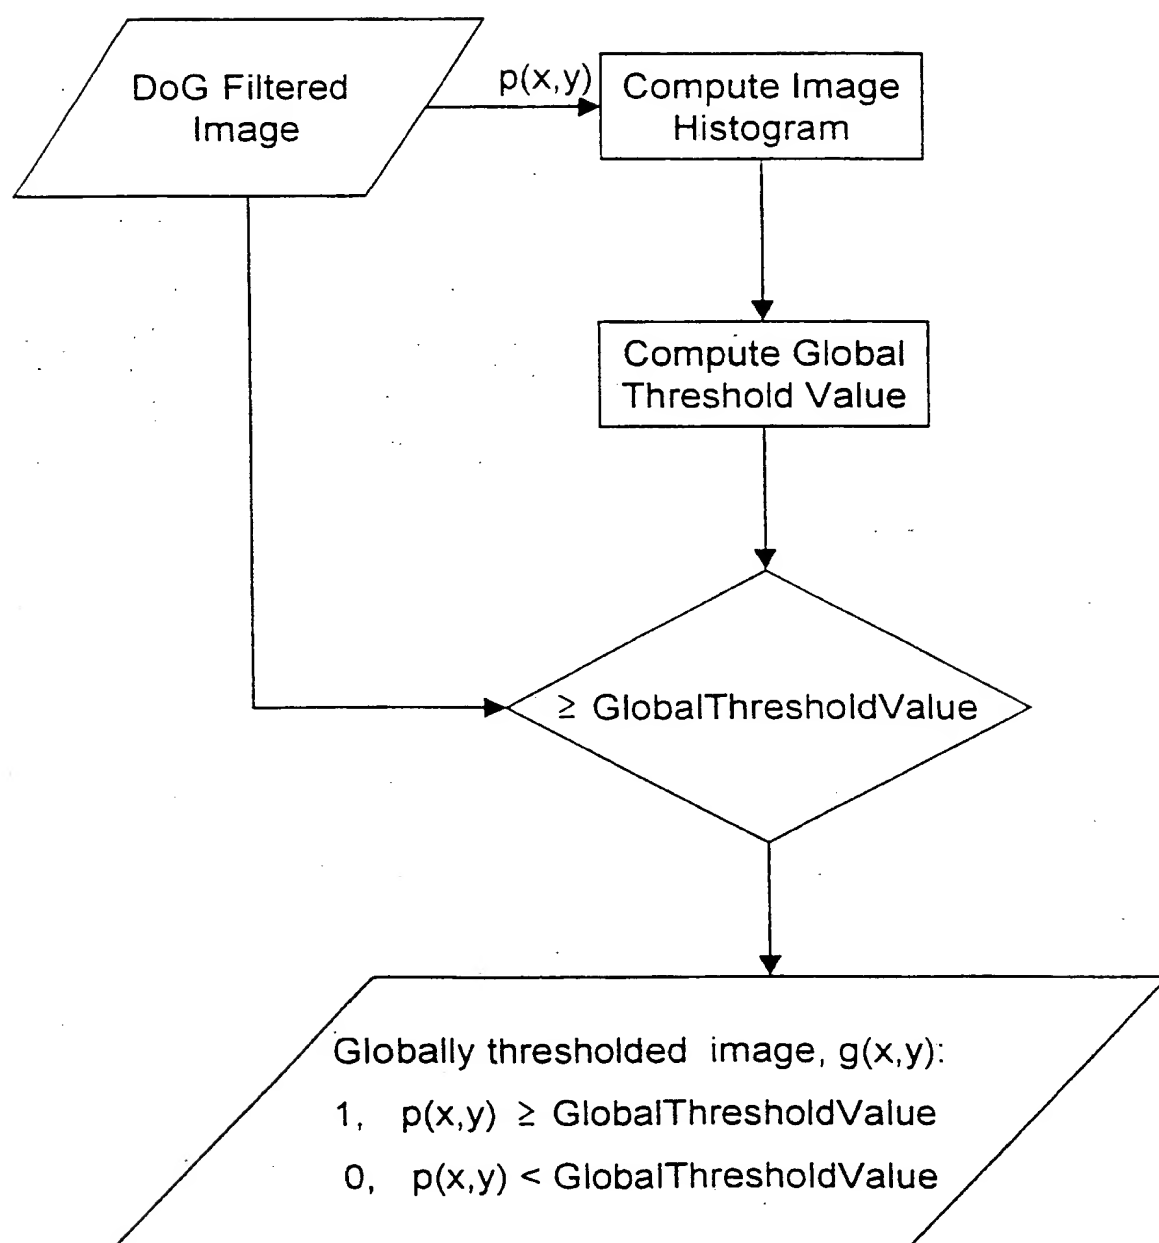 DoG Filtered
Image
p(x,y)
Compute Image
Histogram
Compute Global
Threshold Value
≥ GlobalThresholdValue
Globally thresholded image, g(x,y):
1, p(x,y) ≥ GlobalThresholdValue
0, p(x,y) < GlobalThresholdValue